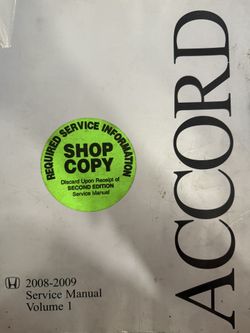 REQUIRED SERVICE INFORMATION
SHOP
COPY
Discard Upon Receipt of
SECOND EDITION
Service Manual
ACCORD
2008-2009
Service Manual
Volume 1